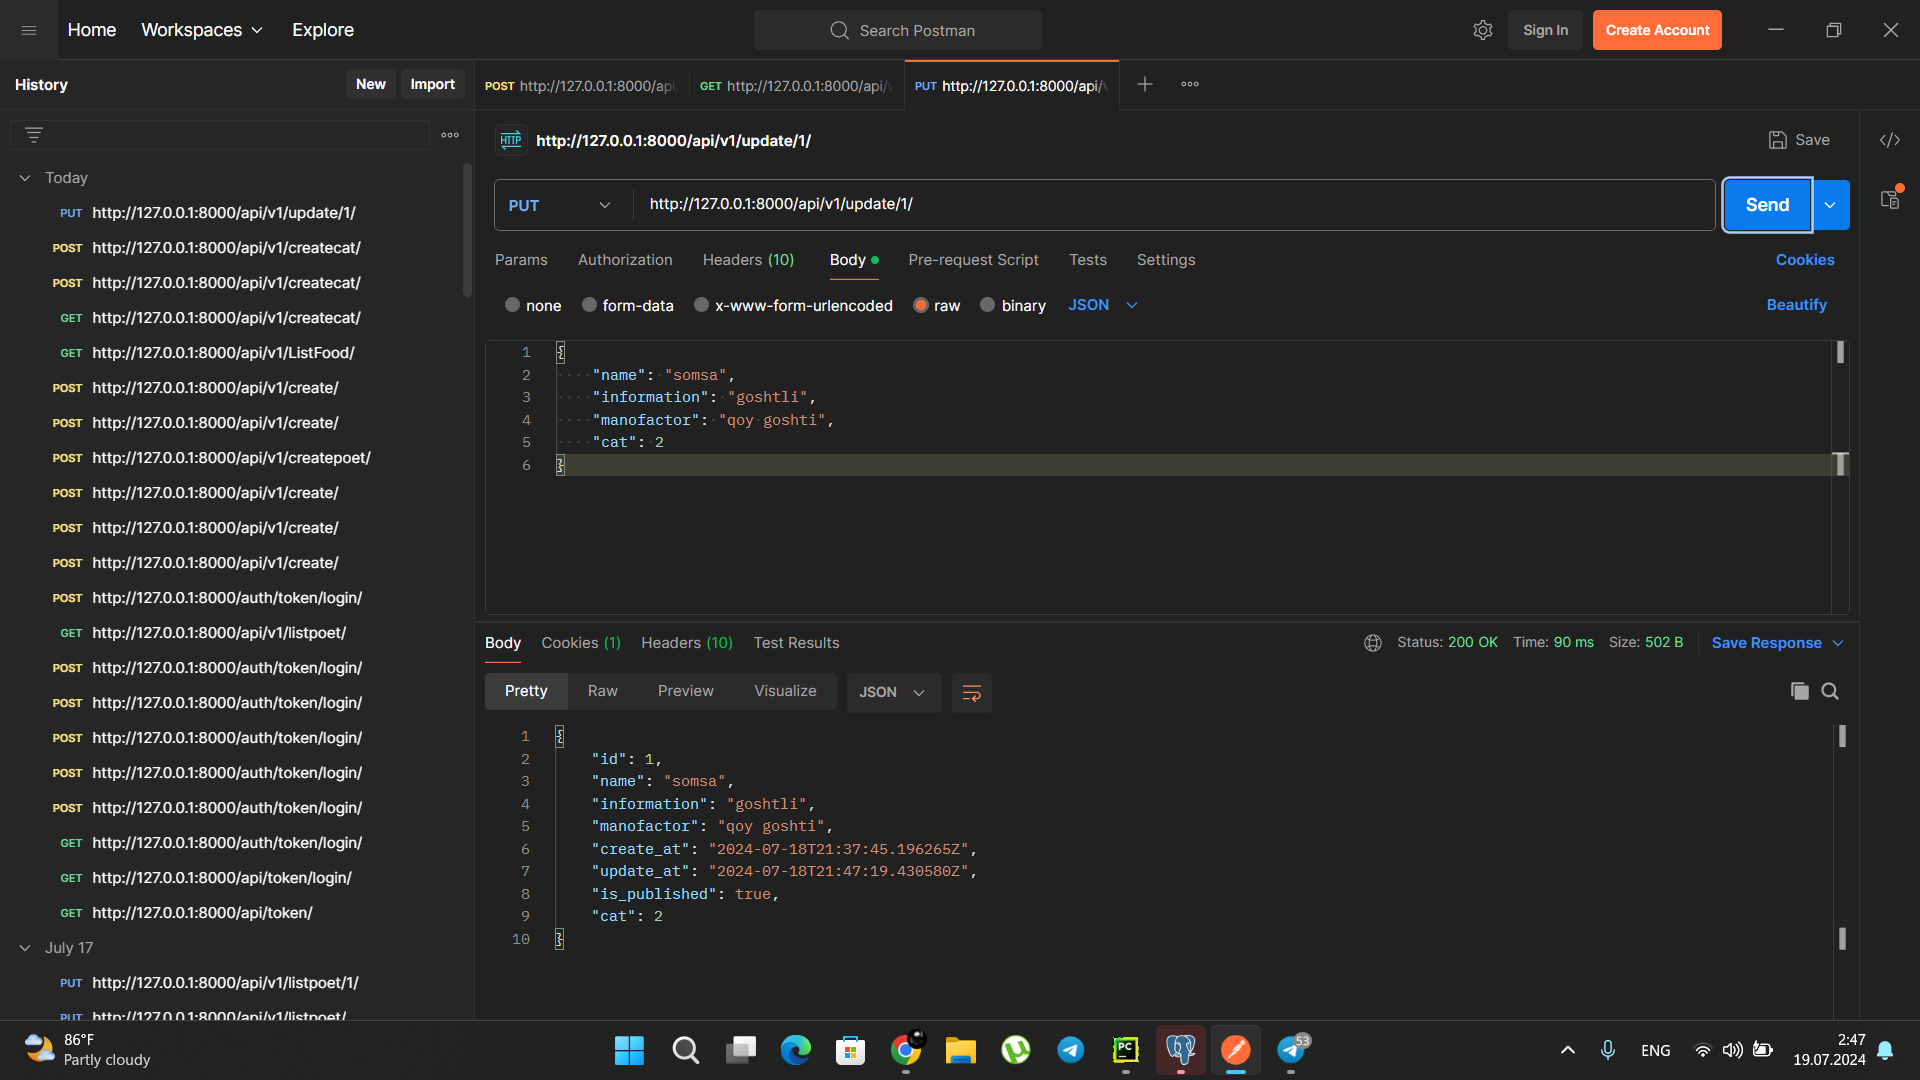 Home
Workspaces
Explore
Search Postman
Sign In
Create Account
History
New
Import
POST http://127.0.0.1:8000/api
GET http://127.0.0.1:8000/api/
PUT http://127.0.0.1:8000/api/
HTTP
http://127.0.0.1:8000/api/v1/update/1/
Save
Today
PUT http://127.0.0.1:8000/api/v1/update/1/
POST http://127.0.0.1:8000/api/v1/createcat/
POST http://127.0.0.1:8000/api/v1/createcat/
GET http://127.0.0.1:8000/api/v1/createcat/
GET http://127.0.0.1:8000/api/v1/ListFood/
POST http://127.0.0.1:8000/api/v1/create/
POST http://127.0.0.1:8000/api/v1/create/
POST http://127.0.0.1:8000/api/v1/createpoet/
POST http://127.0.0.1:8000/api/v1/create/
POST http://127.0.0.1:8000/api/v1/create/
POST http://127.0.0.1:8000/api/v1/create/
POST http://127.0.0.1:8000/auth/token/login/
GET http://127.0.0.1:8000/api/v1/listpoet/
POST http://127.0.0.1:8000/auth/token/login/
POST http://127.0.0.1:8000/auth/token/login/
POST http://127.0.0.1:8000/auth/token/login/
POST http://127.0.0.1:8000/auth/token/login/
POST http://127.0.0.1:8000/auth/token/login/
GET http://127.0.0.1:8000/auth/token/login/
GET http://127.0.0.1:8000/api/token/login/
GET http://127.0.0.1:8000/api/token/
July 17
PUT http://127.0.0.1:8000/api/v1/listpoet/1/
PUT http://127.0.0.1:8000/api/v1/listpoet/
PUT
http://127.0.0.1:8000/api/v1/update/1/
Send
Params
Authorization
Headers (10)
Body
Pre-request Script
Tests
Settings
Cookies
none
form-data
x-www-form-urlencoded
raw
binary
JSON
Beautify
1 {
2 "name": "somsa",
3 "information": "goshtli",
4 "manofactor": "qoy goshti",
5 "cat": 2
6 }
Body
Cookies (1)
Headers (10)
Test Results
Status: 200 OK
Time: 90 ms
Size: 502 B
Save Response
Pretty
Raw
Preview
Visualize
JSON
1 {
2 "id": 1,
3 "name": "somsa",
4 "information": "goshtli",
5 "manofactor": "qoy goshti",
6 "create_at": "2024-07-18T21:37:45.196265Z",
7 "update_at": "2024-07-18T21:47:19.430580Z",
8 "is_published": true,
9 "cat": 2
10 }
86°F
Partly cloudy
PC
53
ENG
2:47
19.07.2024